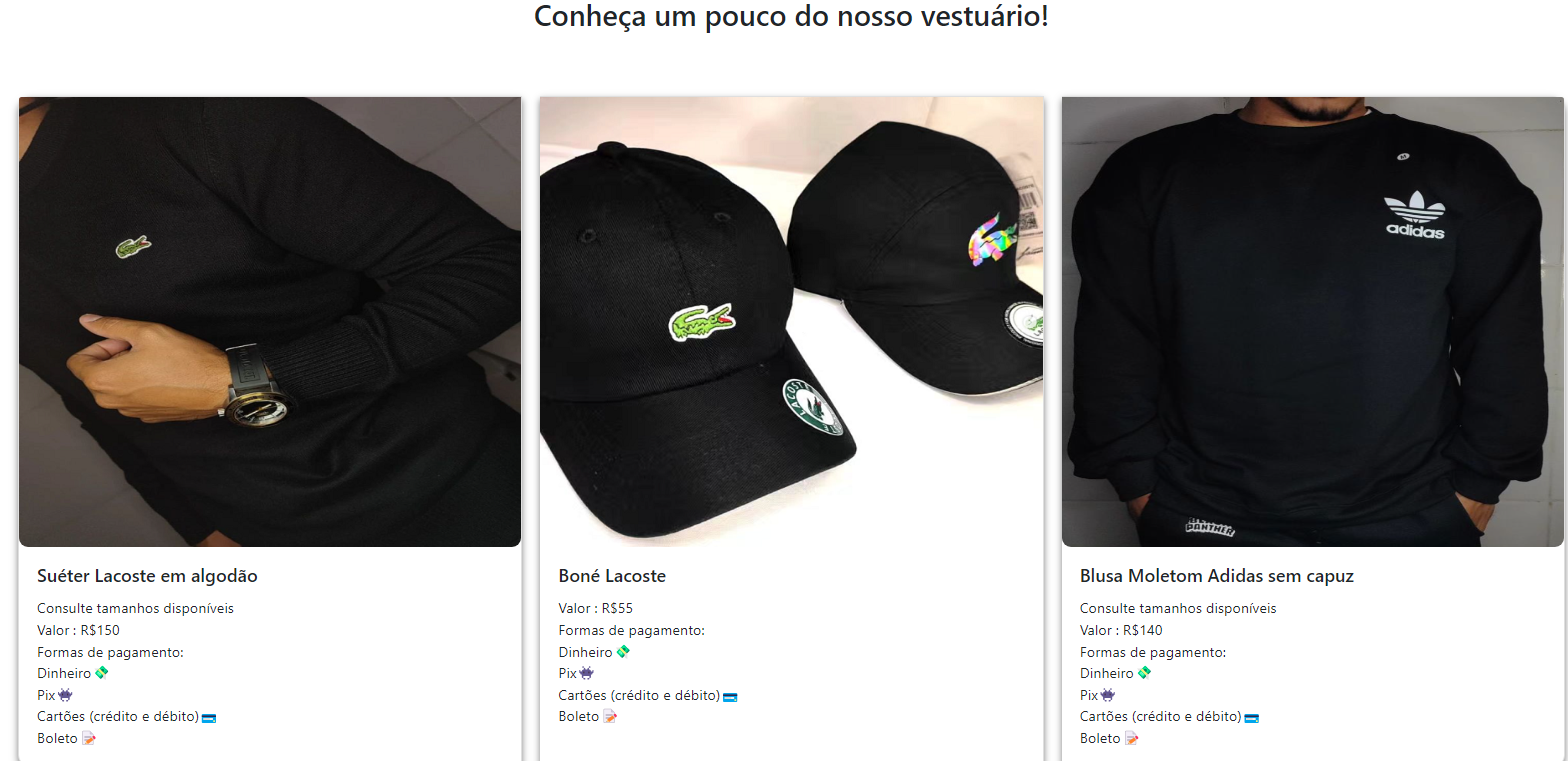 Conheça um pouco do nosso vestuário!
adidas
LACOSTE
PANTHER
Suéter Lacoste em algodão
Consulte tamanhos disponíveis
Valor : R$150
Formas de pagamento:
Dinheiro 💸
Pix 👾
Cartões (crédito e débito) 💳
Boleto 📝
Boné Lacoste
Valor : R$55
Formas de pagamento:
Dinheiro 💸
Pix 👾
Cartões (crédito e débito) 💳
Boleto 📝
Blusa Moletom Adidas sem capuz
Consulte tamanhos disponíveis
Valor : R$140
Formas de pagamento:
Dinheiro 💸
Pix 👾
Cartões (crédito e débito) 💳
Boleto 📝